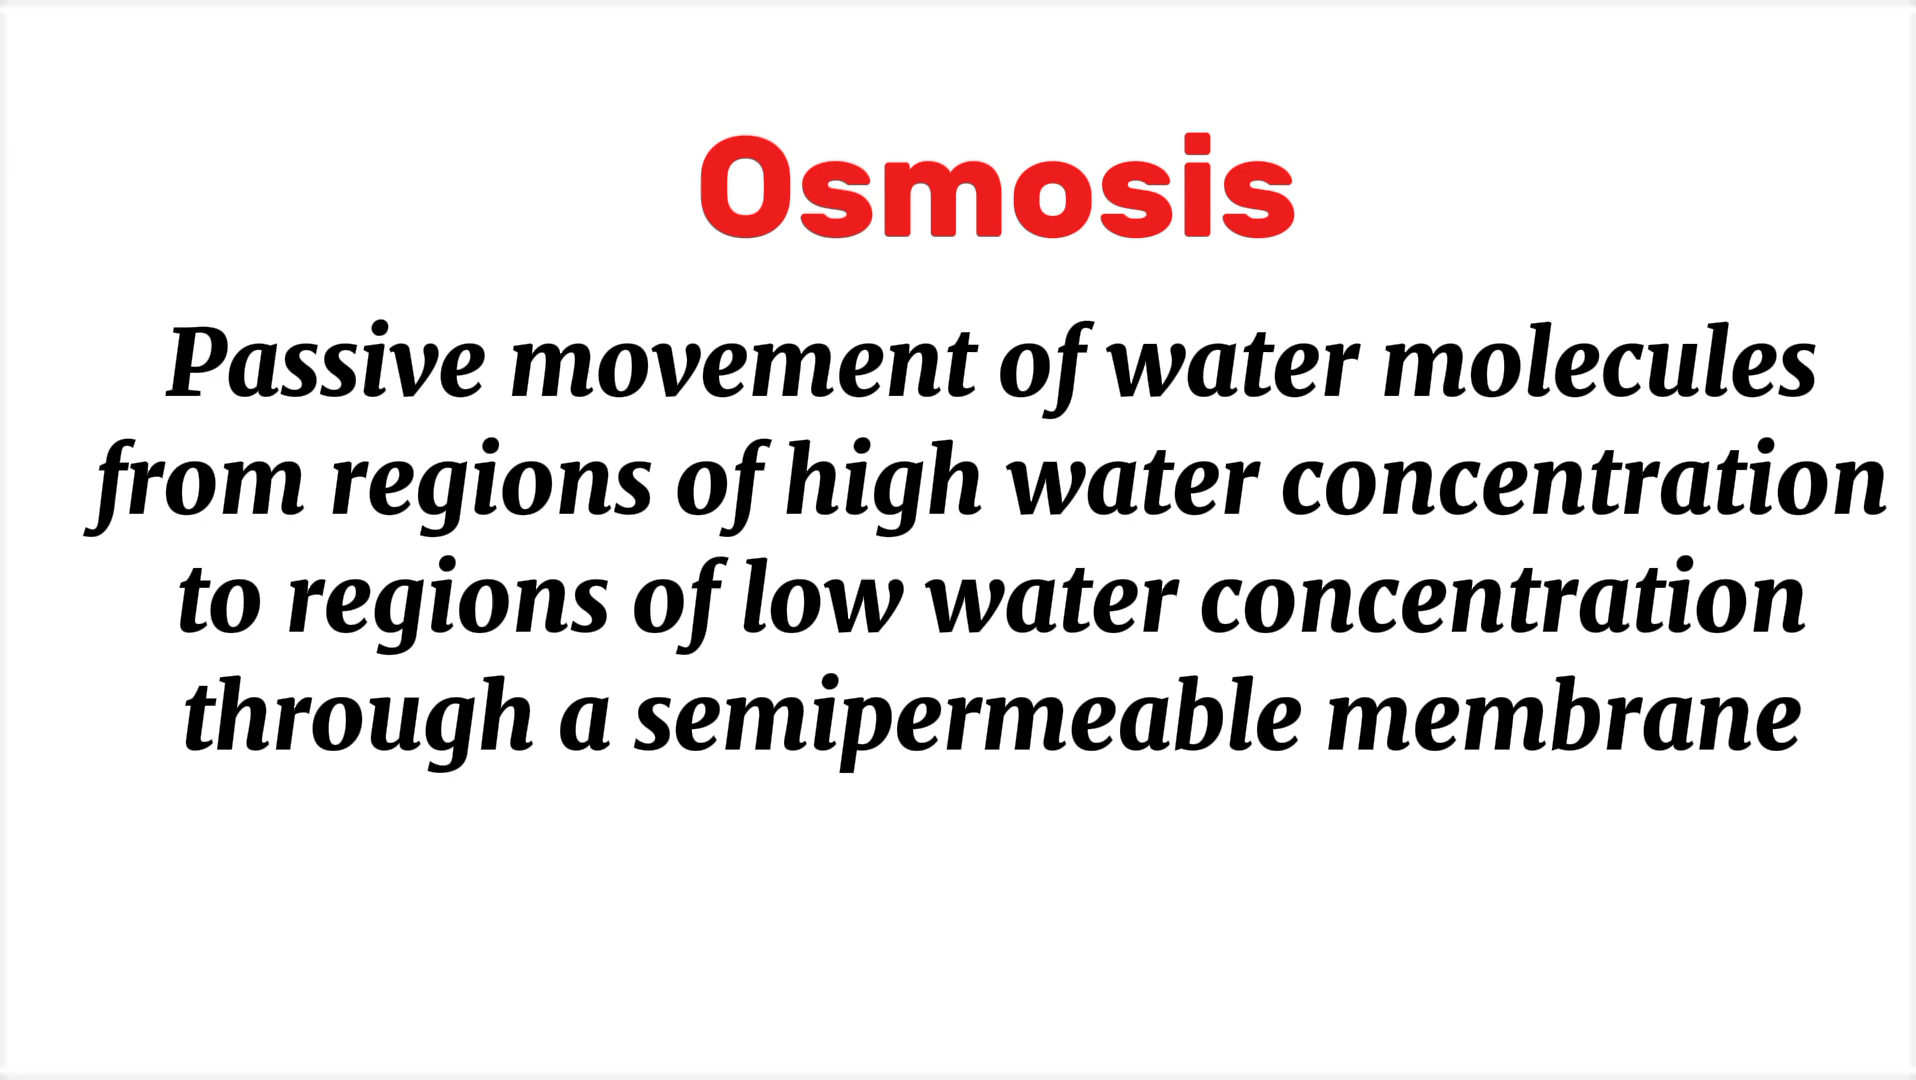 Osmosis
Passive movement of water molecules
from regions of high water concentration
to regions of low water concentration
through a semipermeable membrane